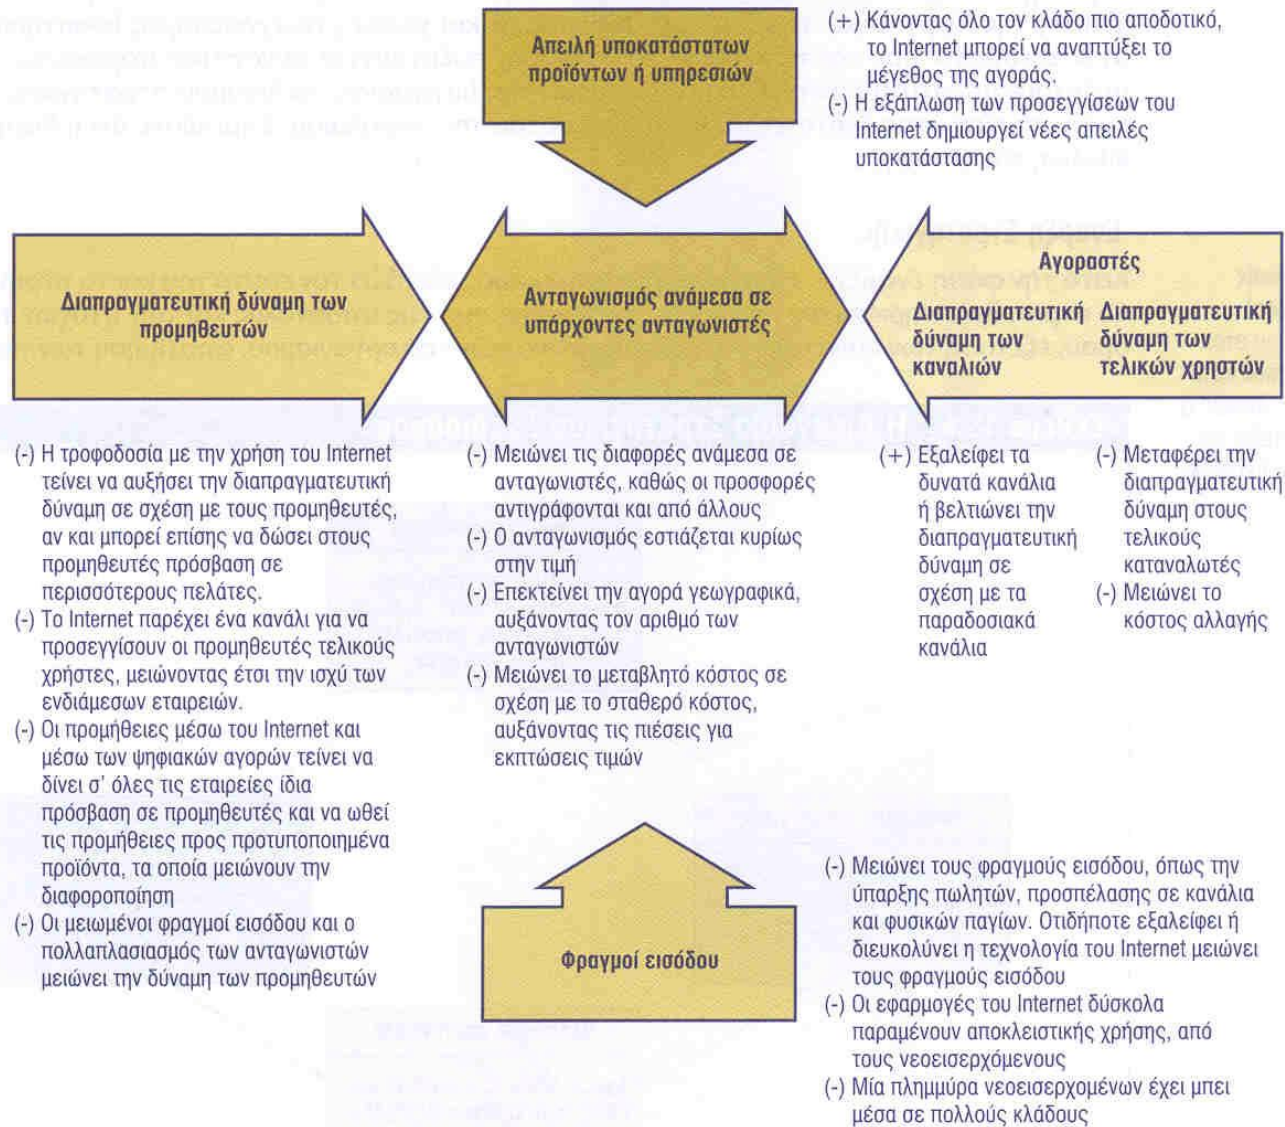 Απειλή υποκατάστατων
προϊόντων ή υπηρεσιών
(+) Κάνοντας όλο τον κλάδο πιο αποδοτικό,
το Internet μπορεί να αναπτύξει το
μέγεθος της αγοράς.
(-) Η εξάπλωση των προσεγγίσεων του
Internet δημιουργεί νέες απειλές
υποκατάστασης
Διαπραγματευτική δύναμη των
προμηθευτών
Ανταγωνισμός ανάμεσα σε
υπάρχοντες ανταγωνιστές
Αγοραστές
Διαπραγματευτική
δύναμη των
καναλιών
Διαπραγματευτική
δύναμη των
τελικών χρηστών
(-) Η τροφοδοσία με την χρήση του Internet
τείνει να αυξήσει την διαπραγματευτική
δύναμη σε σχέση με τους προμηθευτές,
αν και μπορεί επίσης να δώσει στους
προμηθευτές πρόσβαση σε
περισσότερους πελάτες.
(-) Το Internet παρέχει ένα κανάλι για να
προσεγγίσουν οι προμηθευτές τελικούς
χρήστες, μειώνοντας έτσι την ισχύ των
ενδιάμεσων εταιρειών.
(-) Οι προμήθειες μέσω του Internet και
μέσω των ψηφιακών αγορών τείνει να
δίνει σ' όλες τις εταιρείες ίδια
πρόσβαση σε προμηθευτές και να ωθεί
τις προμήθειες προς προτυποποιημένα
προϊόντα, τα οποία μειώνουν την
διαφοροποίηση
(-) Οι μειωμένοι φραγμοί εισόδου και ο
πολλαπλασιασμός των ανταγωνιστών
μειώνει την δύναμη των προμηθευτών
(-) Μειώνει τις διαφορές ανάμεσα σε
ανταγωνιστές, καθώς οι προσφορές
αντιγράφονται και από άλλους
(-) Ο ανταγωνισμός εστιάζεται κυρίως
στην τιμή
(-) Επεκτείνει την αγορά γεωγραφικά,
αυξάνοντας τον αριθμό των
ανταγωνιστών
(-) Μειώνει το μεταβλητό κόστος σε
σχέση με το σταθερό κόστος,
αυξάνοντας τις πιέσεις για
εκπτώσεις τιμών
(+) Εξαλείφει τα
δυνατά κανάλια
ή βελτιώνει την
διαπραγματευτική
δύναμη σε
σχέση με τα
παραδοσιακά
κανάλια
(-) Μεταφέρει την
διαπραγματευτική
δύναμη στους
τελικούς
καταναλωτές
(-) Μειώνει το
κόστος αλλαγής
Φραγμοί εισόδου
(-) Μειώνει τους φραγμούς εισόδου, όπως την
ύπαρξης πωλητών, προσπέλασης σε κανάλια
και φυσικών παγίων. Οτιδήποτε εξαλείφει ή
διευκολύνει η τεχνολογία του Internet μειώνει
τους φραγμούς εισόδου
(-) Οι εφαρμογές του Internet δύσκολα
παραμένουν αποκλειστικής χρήσης, από
τους νεοεισερχόμενους
(-) Μία πλημμύρα νεοεισερχομένων έχει μπει
μέσα σε πολλούς κλάδους